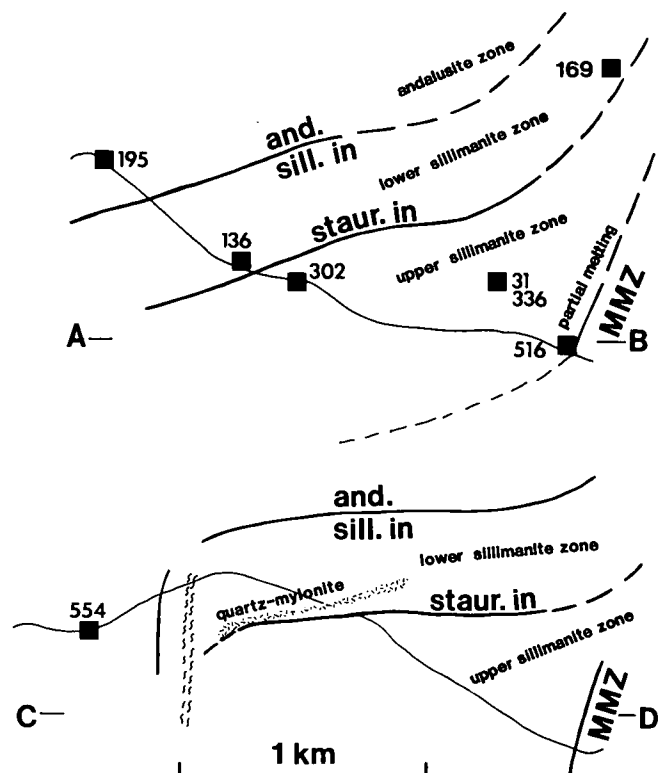 andalusite zone
169
and.
sill. in
195
lower sillimanite zone
staur. in
136
302
upper sillimanite zone
31
336
partial melting
MMZ
A
B
516
and.
sill. in
lower sillimanite zone
quartz-mylonite
staur. in
554
upper sillimanite zone
MMZ
C
D
1 km